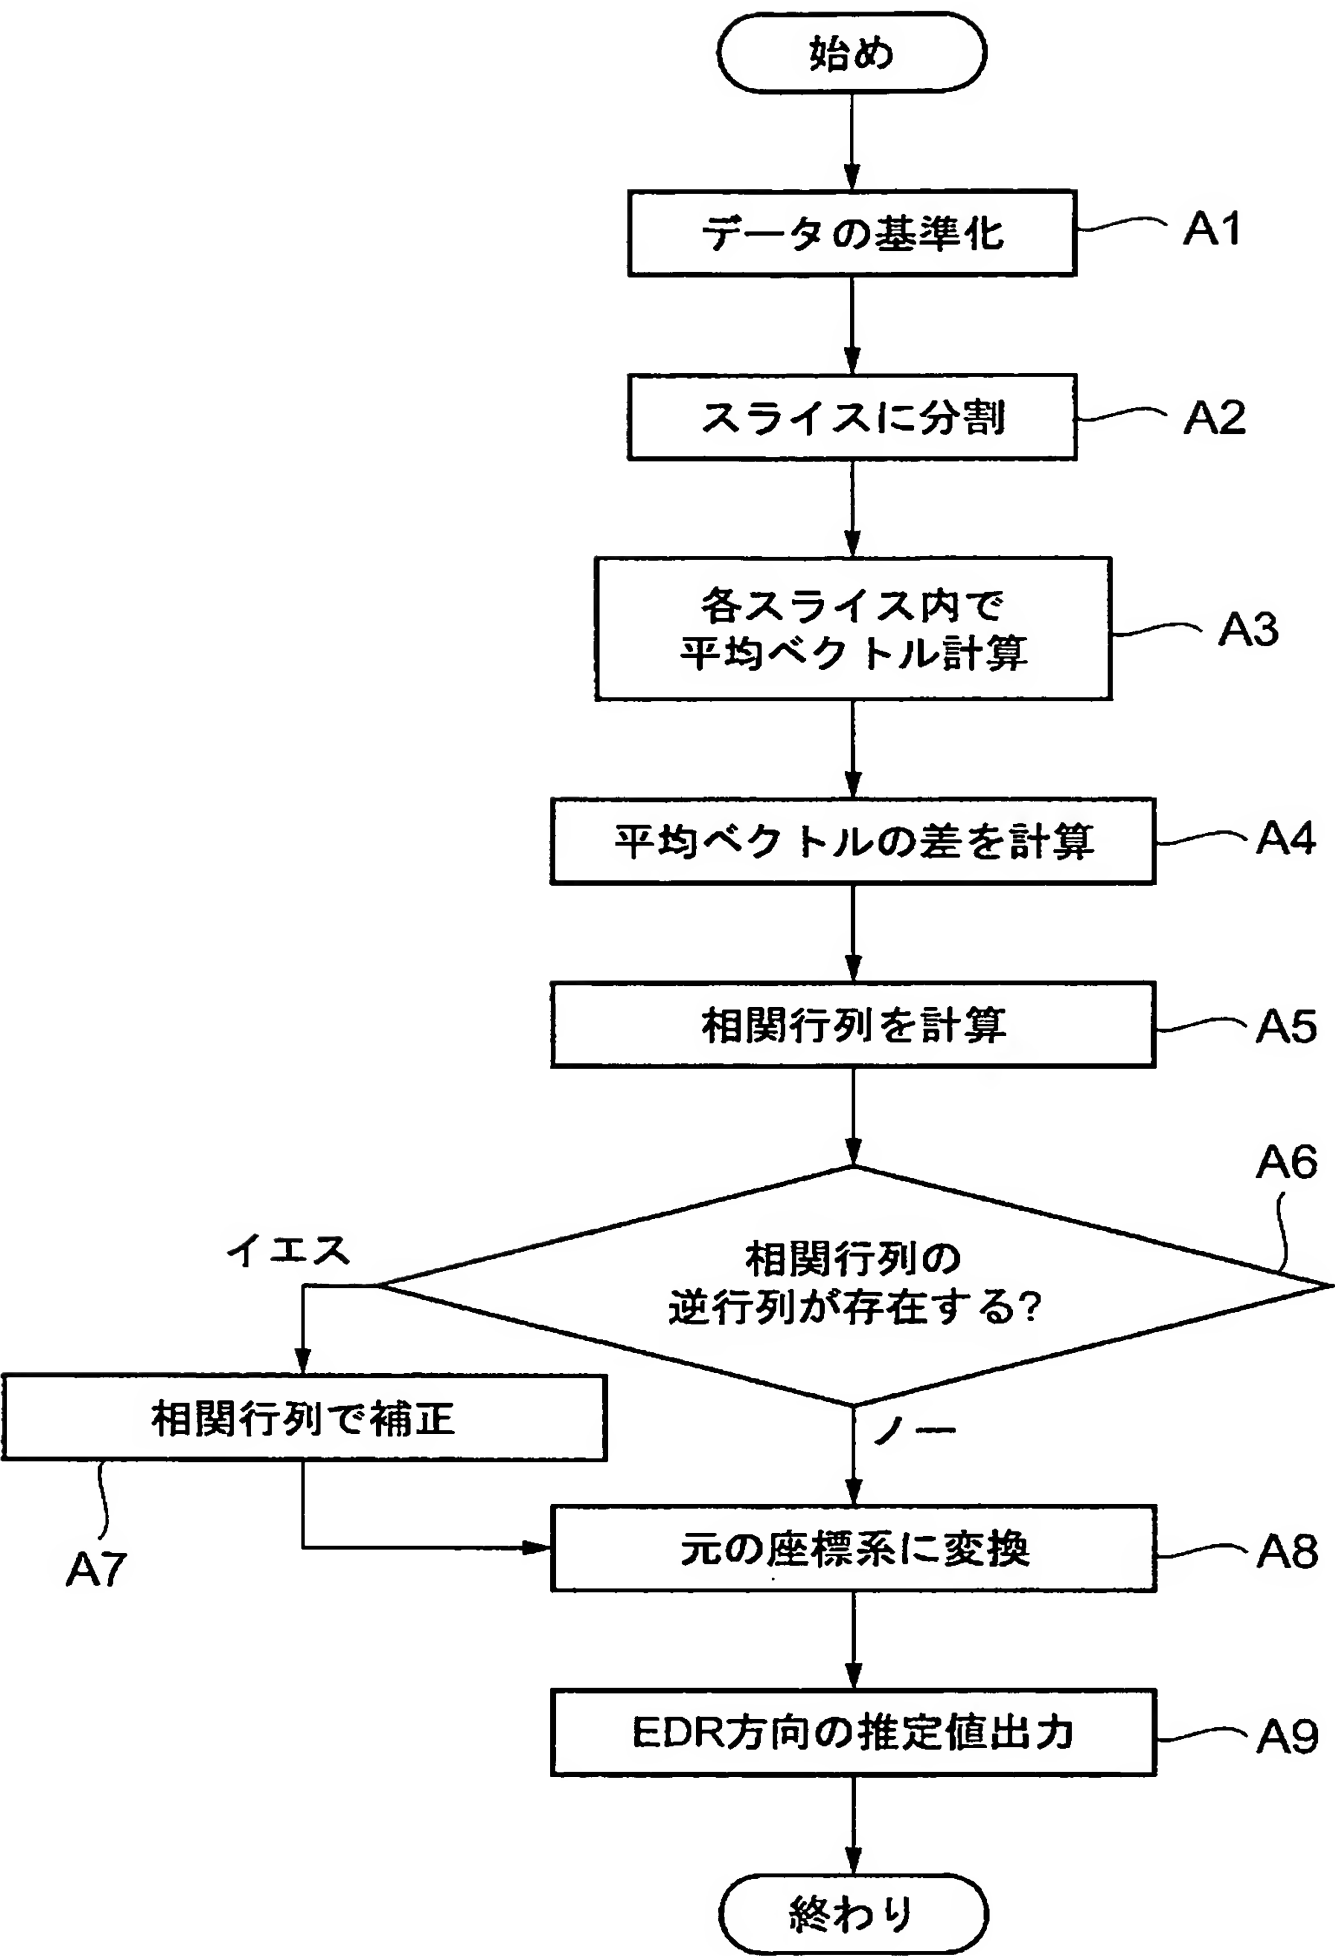 始め
データの基準化
A1
スライスに分割
A2
各スライス内で
平均ベクトル計算
A3
平均ベクトルの差を計算
A4
相関行列を計算
A5
A6
イエス
相関行列の
逆行列が存在する?
相関行列で補正
ノー
A7
元の座標系に変換
A8
EDR方向の推定値出力
A9
終わり